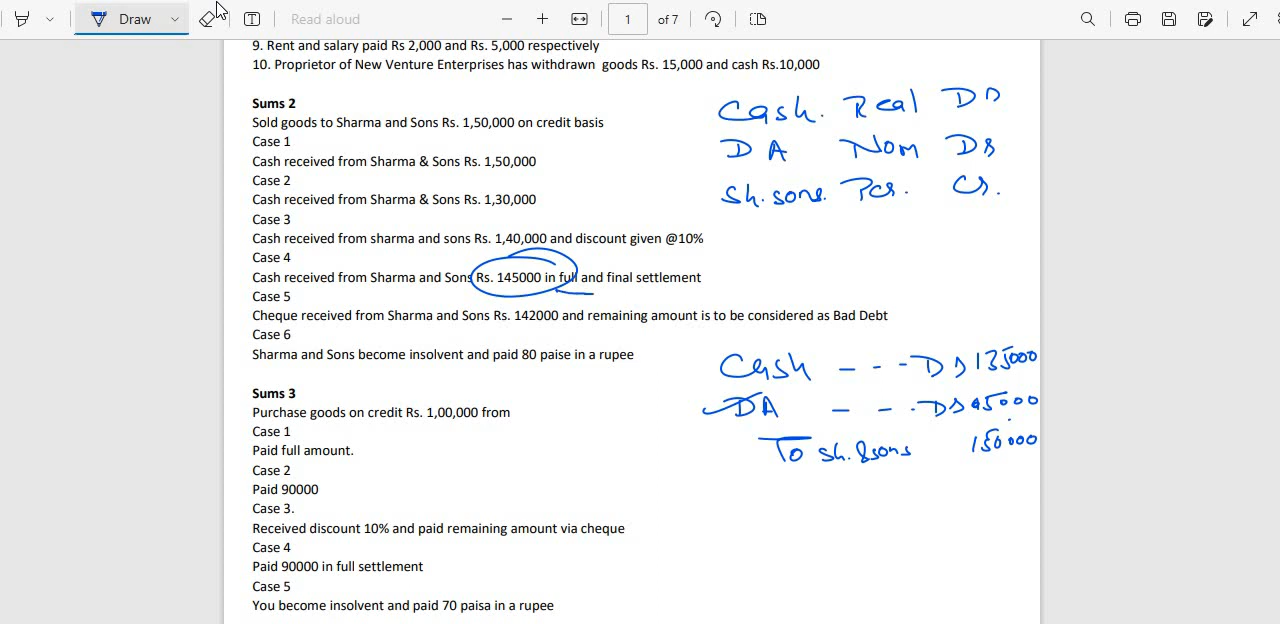 Draw
Read aloud
1 of 7
9. Rent and salary paid Rs 2,000 and Rs. 5,000 respectively
10. Proprietor of New Venture Enterprises has withdrawn goods Rs. 15,000 and cash Rs.10,000
Sums 2
Sold goods to Sharma and Sons Rs. 1,50,000 on credit basis
Case 1
Cash received from Sharma & Sons Rs. 1,50,000
Case 2
Cash received from Sharma & Sons Rs. 1,30,000
Case 3
Cash received from sharma and sons Rs. 1,40,000 and discount given @10%
Case 4
Cash received from Sharma and Sons Rs. 145000 in full and final settlement
Case 5
Cheque received from Sharma and Sons Rs. 142000 and remaining amount is to be considered as Bad Debt
Case 6
Sharma and Sons become insolvent and paid 80 paise in a rupee
Sums 3
Purchase goods on credit Rs. 1,00,000 from
Case 1
Paid full amount.
Case 2
Paid 90000
Case 3.
Received discount 10% and paid remaining amount via cheque
Case 4
Paid 90000 in full settlement
Case 5
You become insolvent and paid 70 paisa in a rupee
Cash. Real Dr
DA Nom Dr
Sh. sons. Per. Cr.
Cash - - - Dr 135000
DA - - . Dr 15000
To Sh. & sons 150000